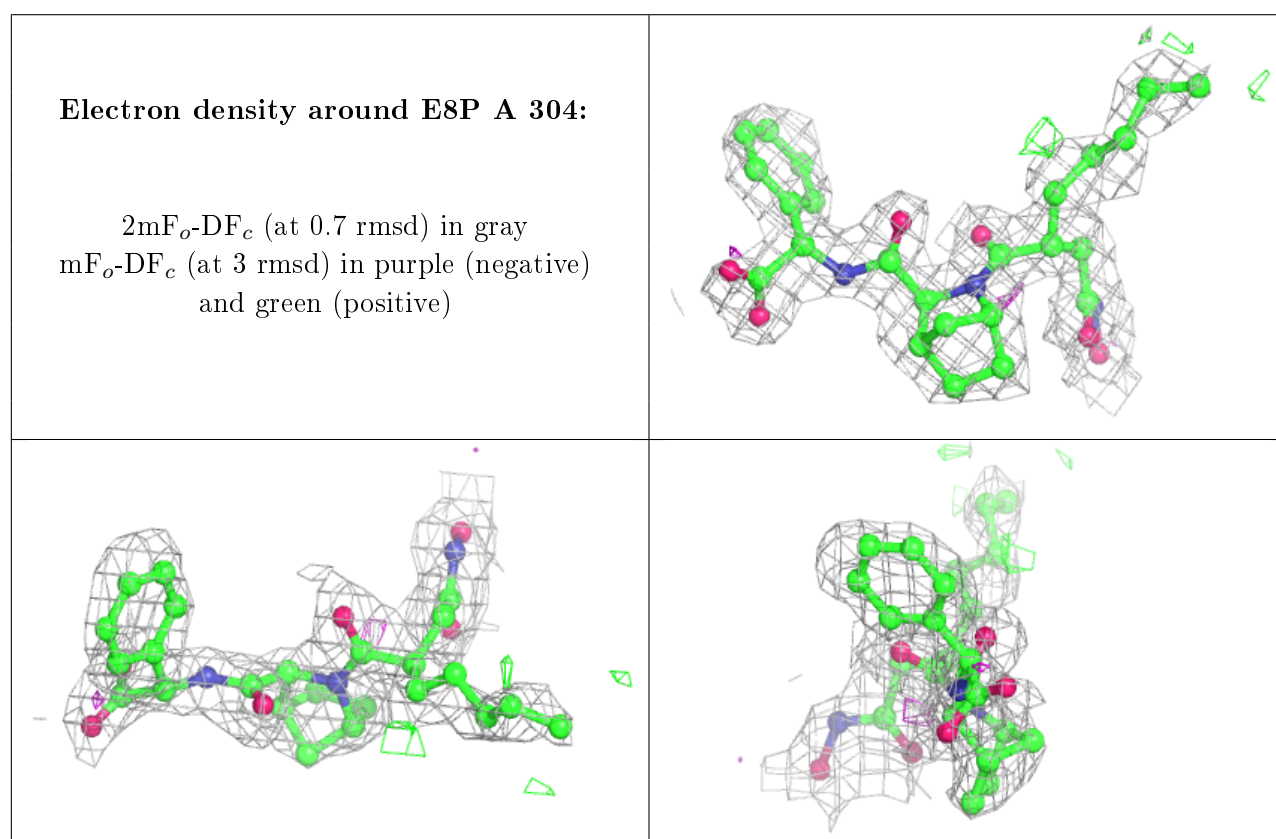 Electron density around E8P A 304:
2mFo-DFc (at 0.7 rmsd) in gray
mFo-DFc (at 3 rmsd) in purple (negative)
and green (positive)